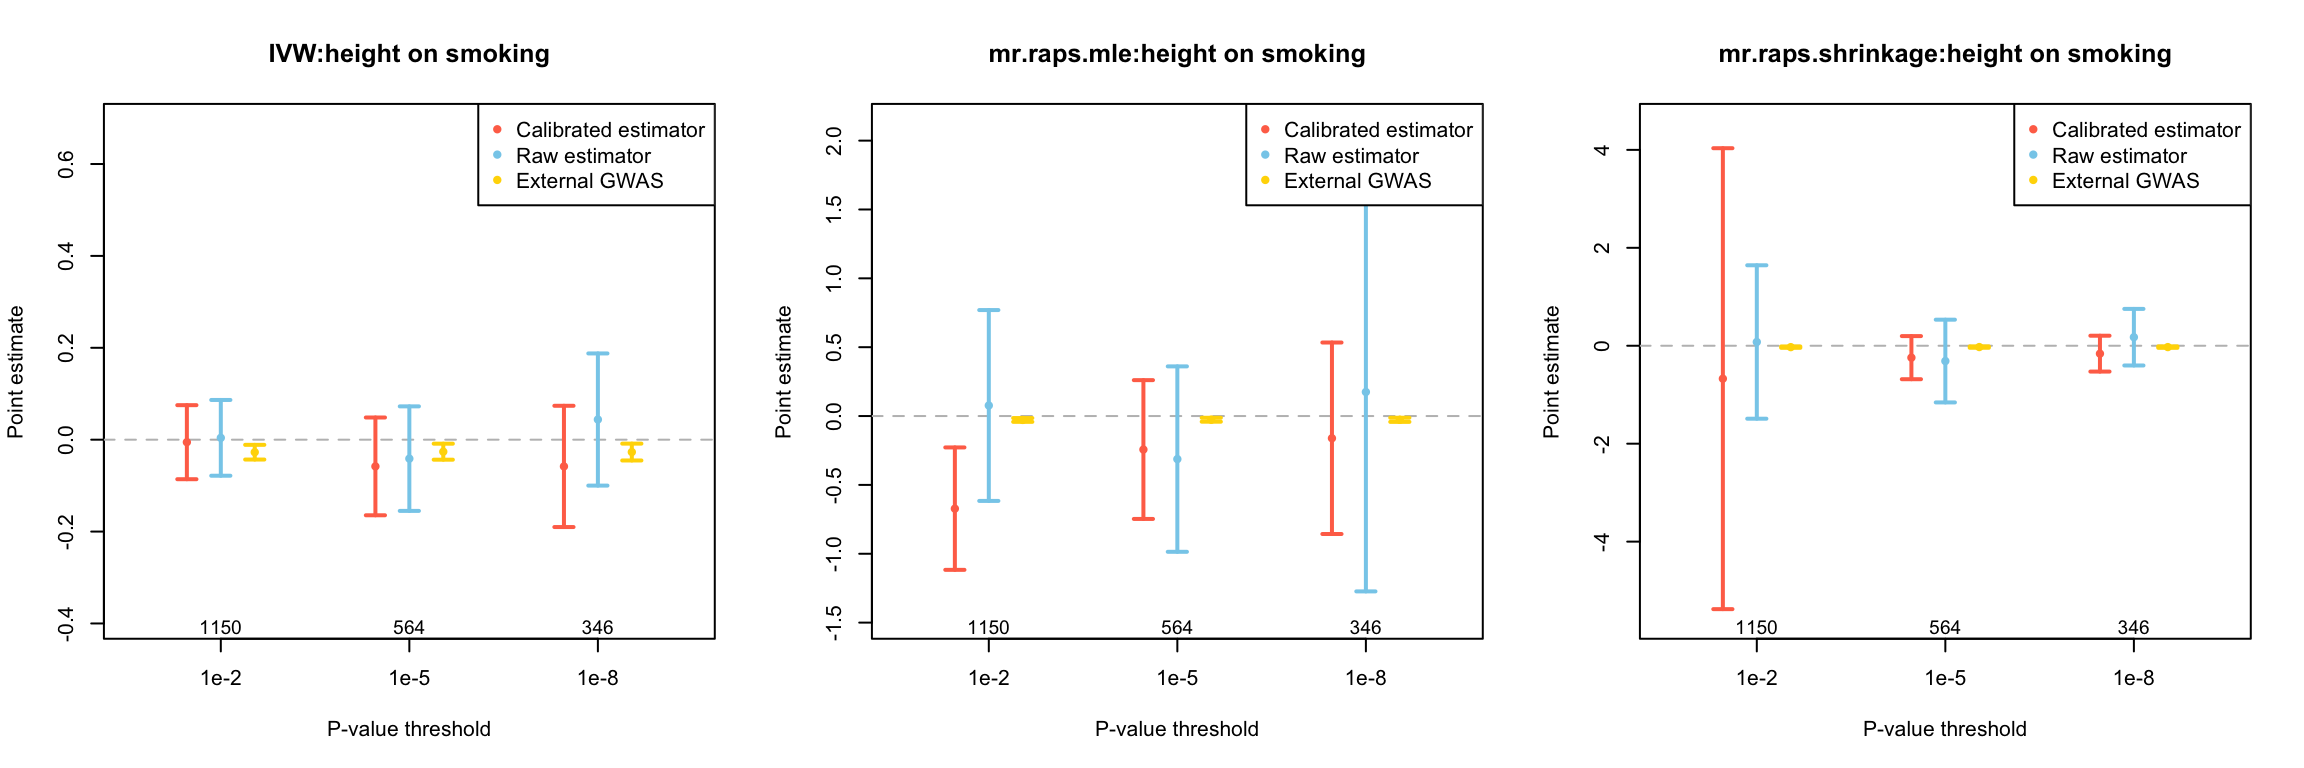 IVW:height on smoking
Point estimate
0.6
0.4
0.2
0.0
-0.2
-0.4
Calibrated estimator
Raw estimator
External GWAS
1150 564 346
1e-2 1e-5 1e-8
P-value threshold
mr.raps.mle:height on smoking
Point estimate
2.0
1.5
1.0
0.5
0.0
-0.5
-1.0
-1.5
Calibrated estimator
Raw estimator
External GWAS
1150 564 346
1e-2 1e-5 1e-8
P-value threshold
mr.raps.shrinkage:height on smoking
Point estimate
4
2
0
-2
-4
Calibrated estimator
Raw estimator
External GWAS
1150 564 346
1e-2 1e-5 1e-8
P-value threshold